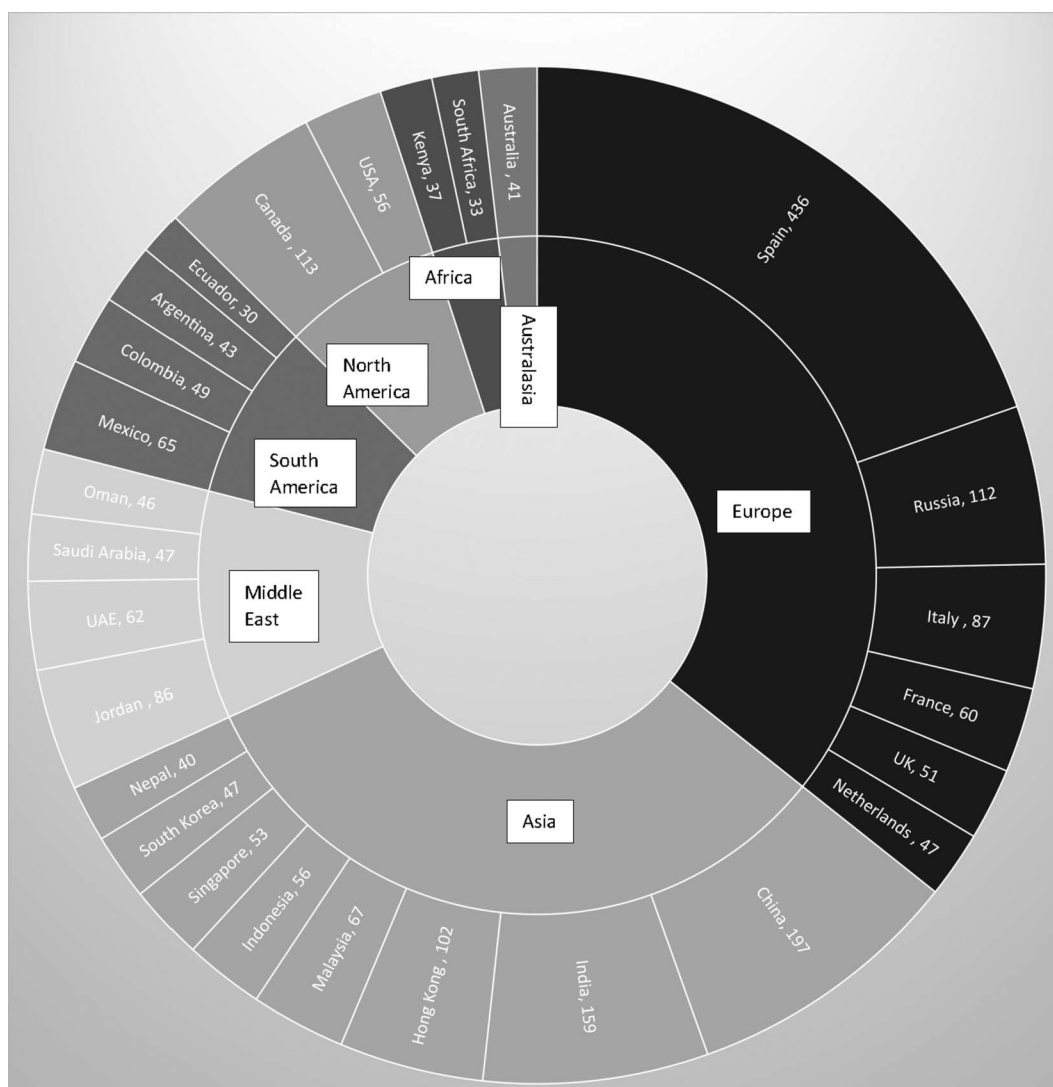 Kenya, 37
South Africa, 33
Australia , 41
USA, 56
Canada , 113
Spain, 436
Ecuador, 30
Africa
Argentina, 43
Australasia
Colombia, 49
North
America
Mexico, 65
South
America
Oman, 46
Europe
Russia, 112
Saudi Arabia, 47
UAE, 62
Middle
East
Italy , 87
Jordan , 86
France, 60
Nepal, 40
UK, 51
South Korea, 47
Asia
Netherlands , 47
Singapore, 53
Indonesia, 56
Malaysia, 67
Hong Kong , 102
India, 159
China, 197